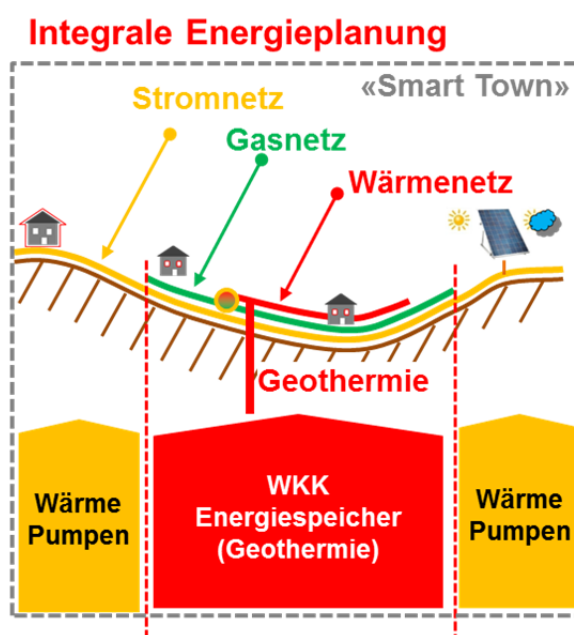 Integrale Energieplanung
«Smart Town»
Stromnetz
Gasnetz
Wärmenetz
Geothermie
Wärme
Pumpen
WKK
Energiespeicher
(Geothermie)
Wärme
Pumpen